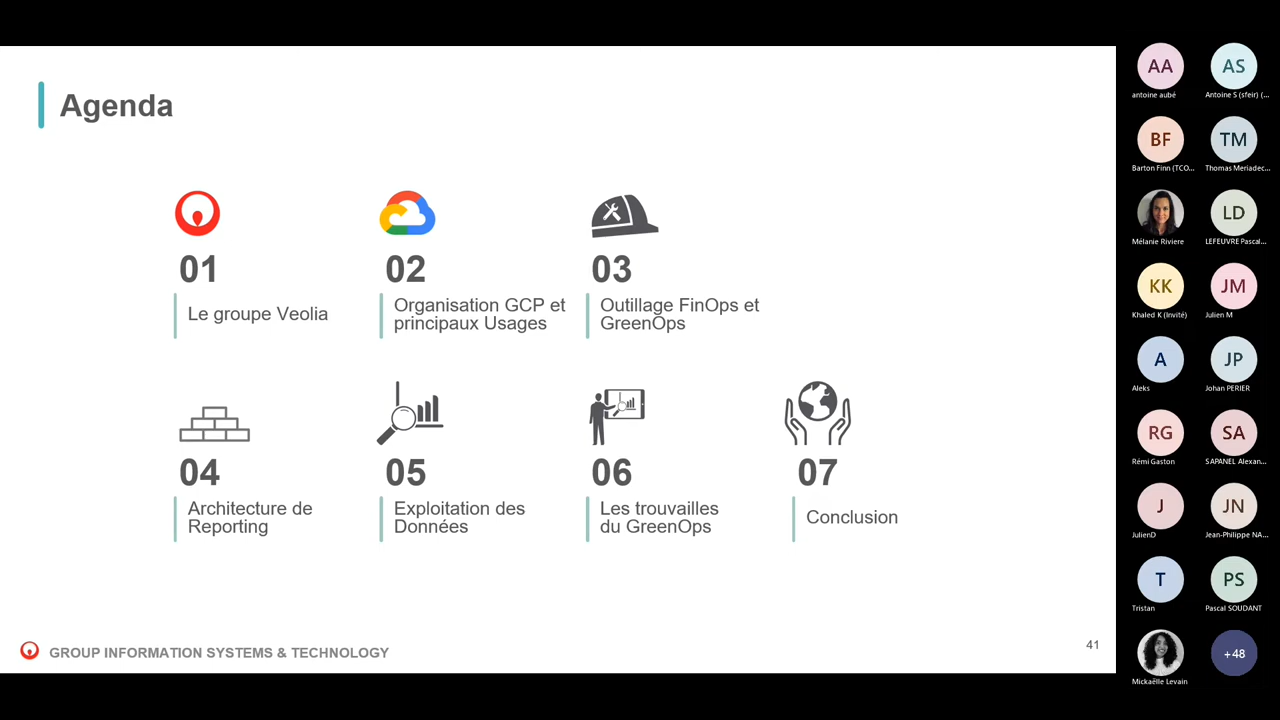 Agenda
01
Le groupe Veolia
02
Organisation GCP et
principaux Usages
03
Outillage FinOps et
GreenOps
04
Architecture de
Reporting
05
Exploitation des
Données
06
Les trouvailles
du GreenOps
07
Conclusion
GROUP INFORMATION SYSTEMS & TECHNOLOGY
41
AA
antoine aubé
AS
Antoine S (sfeir) (...
BF
Barton Finn (TCO...
TM
Thomas Meriadec...
Mélanie Riviere
LD
LEFEUVRE Pascal...
KK
Khaled K (Invité)
JM
Julien M
A
Aleks
JP
Johan PERIER
RG
Rémi Gaston
SA
SAPANEL Alexan...
J
JulienD
JN
Jean-Philippe NA...
T
Tristan
PS
Pascal SOUDANT
Mickaëlle Levain
+48